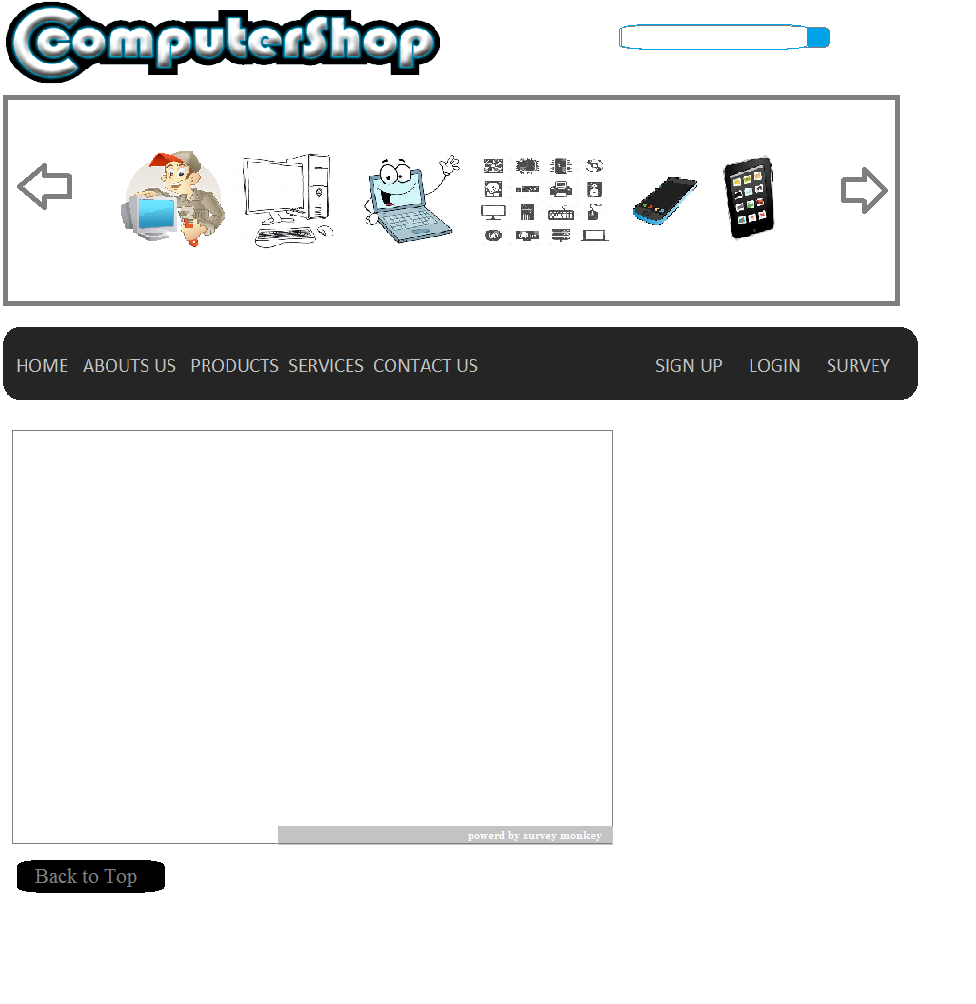 ComputerShop
HOME ABOUTS US PRODUCTS SERVICES CONTACT US SIGN UP LOGIN SURVEY
powerd by survey monkey
Back to Top